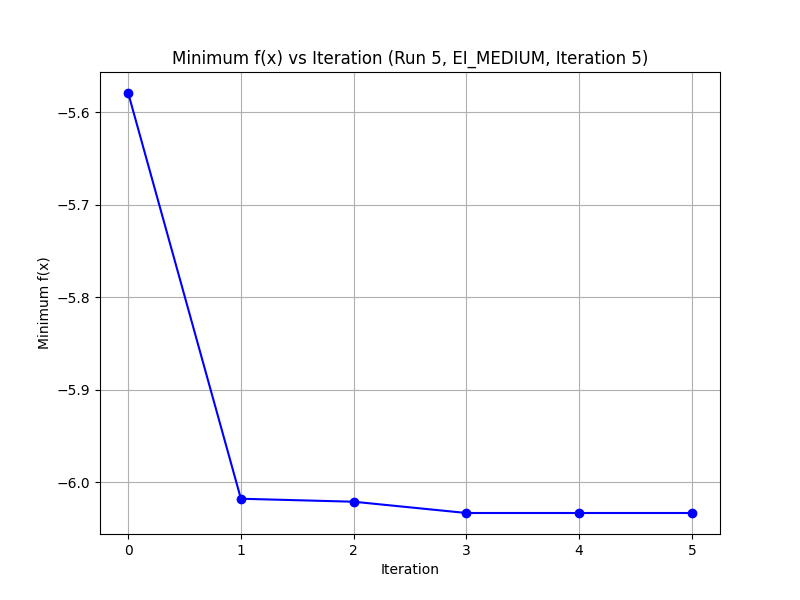 Minimum f(x) vs Iteration (Run 5, EI_MEDIUM, Iteration 5)
Minimum f(x)
−5.6
−5.7
−5.8
−5.9
−6.0
0 1 2 3 4 5
Iteration